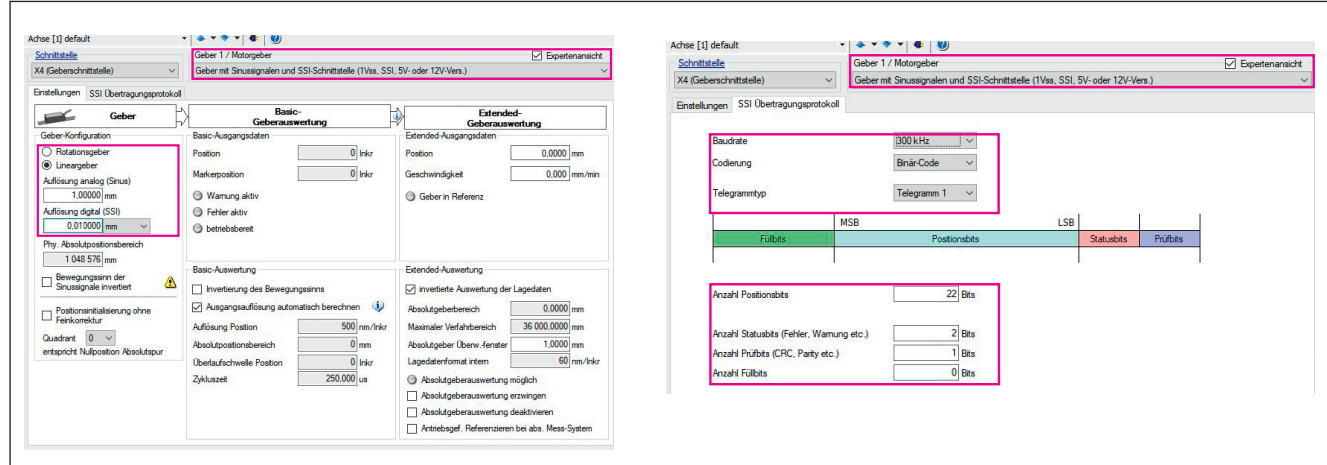 Achse [1] default
Schnittstelle
Geber 1 / Motorgeber
Expertenansicht
X4 (Geberschnittstelle)
Geber mit Sinussignalen und SSI-Schnittstelle (1Vss, SSI, 5V- oder 12V-Vers.)
Einstellungen SSI Übertragungsprotokoll
Geber
Basic-
Geberauswertung
Extended-
Geberauswertung
Geber-Konfiguration
Rotationsgeber
Lineargeber
Auflösung analog (Sinus)
1,00000 mm
Auflösung digital (SSI)
0,010000 mm
Phy. Absolutpositionsbereich
1 048 576 mm
Bewegungssinn der
Sinussignale invertiert
Positionsinitialisierung ohne
Feinkorrektur
Quadrant 0
entspricht Nullposition Absolutspur
Basic-Ausgangsdaten
Position 0 Inkr
Markerposition 0 Inkr
Warnung aktiv
Fehler aktiv
betriebsbereit
Basic-Auswertung
Invertierung des Bewegungssinns
Ausgangsauflösung automatisch berechnen
Auflösung Position 500 nm/Inkr
Absolutpositionsbereich 0 mm
Überlaufschwelle Position 0 Inkr
Zykluszeit 250,000 us
Extended-Ausgangsdaten
Position 0,0000 mm
Geschwindigkeit 0,000 mm/min
Geber in Referenz
Extended-Auswertung
invertierte Auswertung der Lagedaten
Absolutgeberbereich 0,0000 mm
Maximaler Verfahrbereich 36 000,0000 mm
Absolutgeber Überw.-fenster 1,0000 mm
Lagedatenformat intern 60 nm/Inkr
Absolutgeberauswertung möglich
Absolutgeberauswertung erzwingen
Absolutgeberauswertung deaktivieren
Antriebsgef. Referenzieren bei abs. Mess-System
Achse [1] default
Schnittstelle
Geber 1 / Motorgeber
Expertenansicht
X4 (Geberschnittstelle)
Geber mit Sinussignalen und SSI-Schnittstelle (1Vss, SSI, 5V- oder 12V-Vers.)
Einstellungen SSI Übertragungsprotokoll
Baudrate 300 kHz
Codierung Binär-Code
Telegrammtyp Telegramm 1
MSB LSB
Füllbits Positionsbits Statusbits Prüfbits
Anzahl Positionsbits 22 Bits
Anzahl Statusbits (Fehler, Warnung etc.) 2 Bits
Anzahl Prüfbits (CRC, Parity etc.) 1 Bits
Anzahl Füllbits 0 Bits